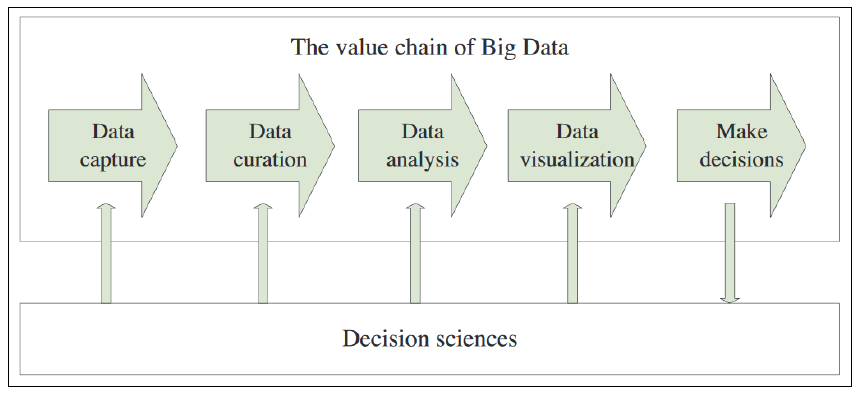 The value chain of Big Data
Data
capture
Data
curation
Data
analysis
Data
visualization
Make
decisions
Decision sciences